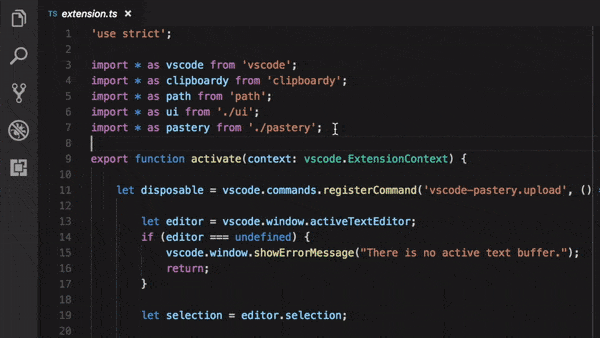 TS extension.ts ×
1 'use strict';
2
3 import * as vscode from 'vscode';
4 import * as clipboardy from 'clipboardy';
5 import * as path from 'path';
6 import * as ui from './ui';
7 import * as pastery from './pastery';
8
9 export function activate(context: vscode.ExtensionContext) {
10
11 let disposable = vscode.commands.registerCommand('vscode-pastery.upload', () =
12
13 let editor = vscode.window.activeTextEditor;
14 if (editor === undefined) {
15 vscode.window.showErrorMessage("There is no active text buffer.");
16 return;
17 }
18
19 let selection = editor.selection;
20